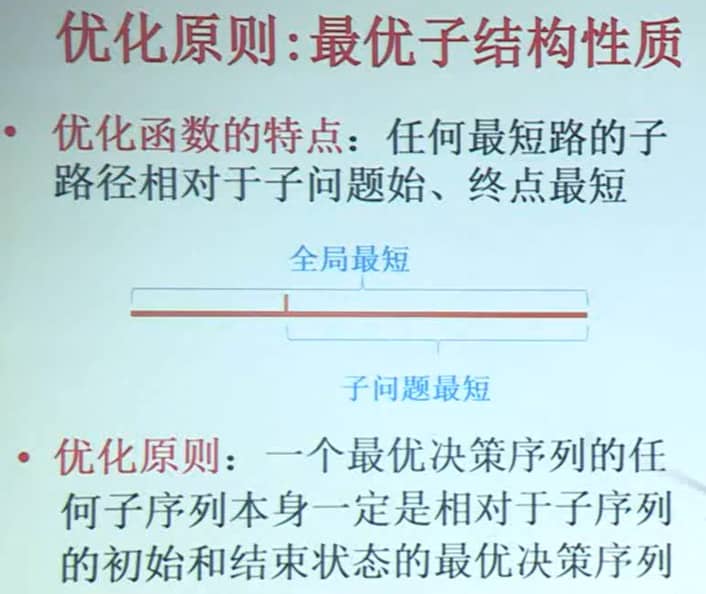 优化原则:最优子结构性质
• 优化函数的特点：任何最短路的子
路径相对于子问题始、终点最短
全局最短
子问题最短
• 优化原则：一个最优决策序列的任
何子序列本身一定是相对于子序列
的初始和结束状态的最优决策序列